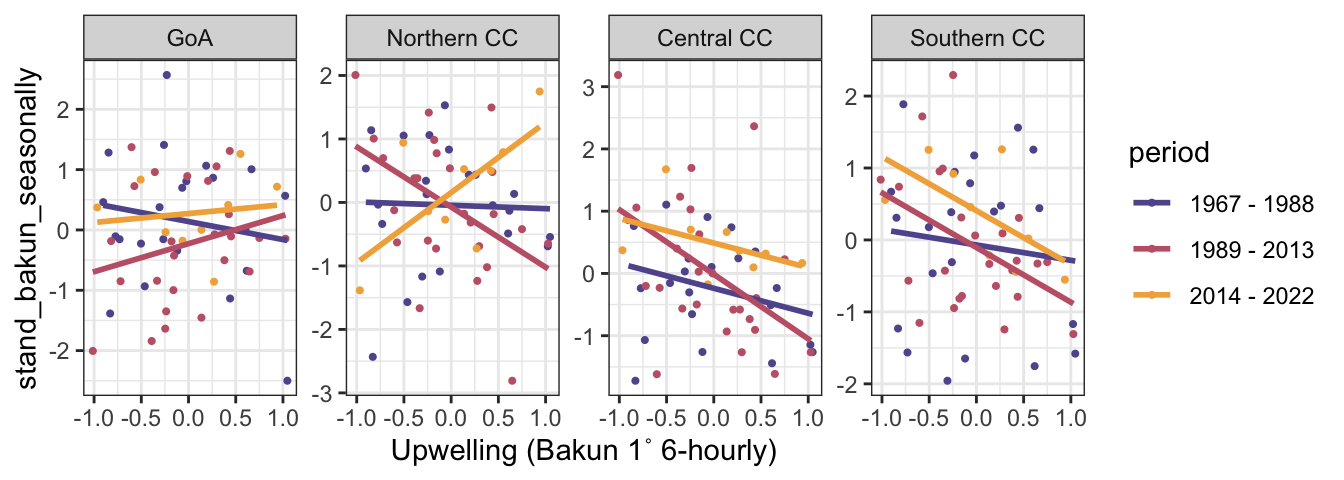 GoA
Northern CC
Central CC
Southern CC
stand_bakun_seasonally
2
1
0
-1
-2
2
1
0
-1
-2
-3
3
2
1
0
-1
2
1
0
-1
-2
-1.0 -0.5 0.0 0.5 1.0
-1.0 -0.5 0.0 0.5 1.0
-1.0 -0.5 0.0 0.5 1.0
-1.0 -0.5 0.0 0.5 1.0
Upwelling (Bakun 1˚ 6-hourly)
period
1967 - 1988
1989 - 2013
2014 - 2022